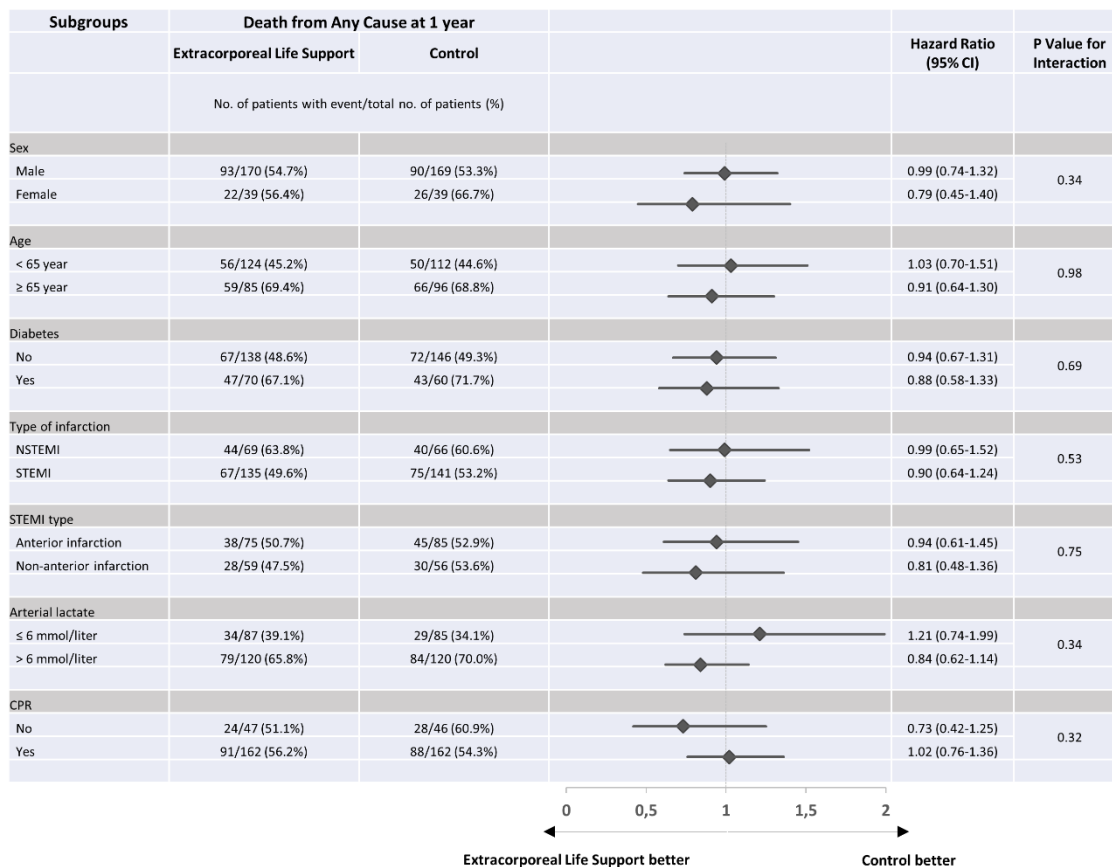 Subgroups Death from Any Cause at 1 year
Extracorporeal Life Support Control Hazard Ratio (95% CI) P Value for Interaction
No. of patients with event/total no. of patients (%)
Sex
Male 93/170 (54.7%) 90/169 (53.3%) 0.99 (0.74-1.32)
0.34
Female 22/39 (56.4%) 26/39 (66.7%) 0.79 (0.45-1.40)
Age
< 65 year 56/124 (45.2%) 50/112 (44.6%) 1.03 (0.70-1.51)
0.98
≥ 65 year 59/85 (69.4%) 66/96 (68.8%) 0.91 (0.64-1.30)
Diabetes
No 67/138 (48.6%) 72/146 (49.3%) 0.94 (0.67-1.31)
0.69
Yes 47/70 (67.1%) 43/60 (71.7%) 0.88 (0.58-1.33)
Type of infarction
NSTEMI 44/69 (63.8%) 40/66 (60.6%) 0.99 (0.65-1.52)
0.53
STEMI 67/135 (49.6%) 75/141 (53.2%) 0.90 (0.64-1.24)
STEMI type
Anterior infarction 38/75 (50.7%) 45/85 (52.9%) 0.94 (0.61-1.45)
0.75
Non-anterior infarction 28/59 (47.5%) 30/56 (53.6%) 0.81 (0.48-1.36)
Arterial lactate
≤ 6 mmol/liter 34/87 (39.1%) 29/85 (34.1%) 1.21 (0.74-1.99)
0.34
> 6 mmol/liter 79/120 (65.8%) 84/120 (70.0%) 0.84 (0.62-1.14)
CPR
No 24/47 (51.1%) 28/46 (60.9%) 0.73 (0.42-1.25)
0.32
Yes 91/162 (56.2%) 88/162 (54.3%) 1.02 (0.76-1.36)
0 0,5 1 1,5 2
Extracorporeal Life Support better Control better